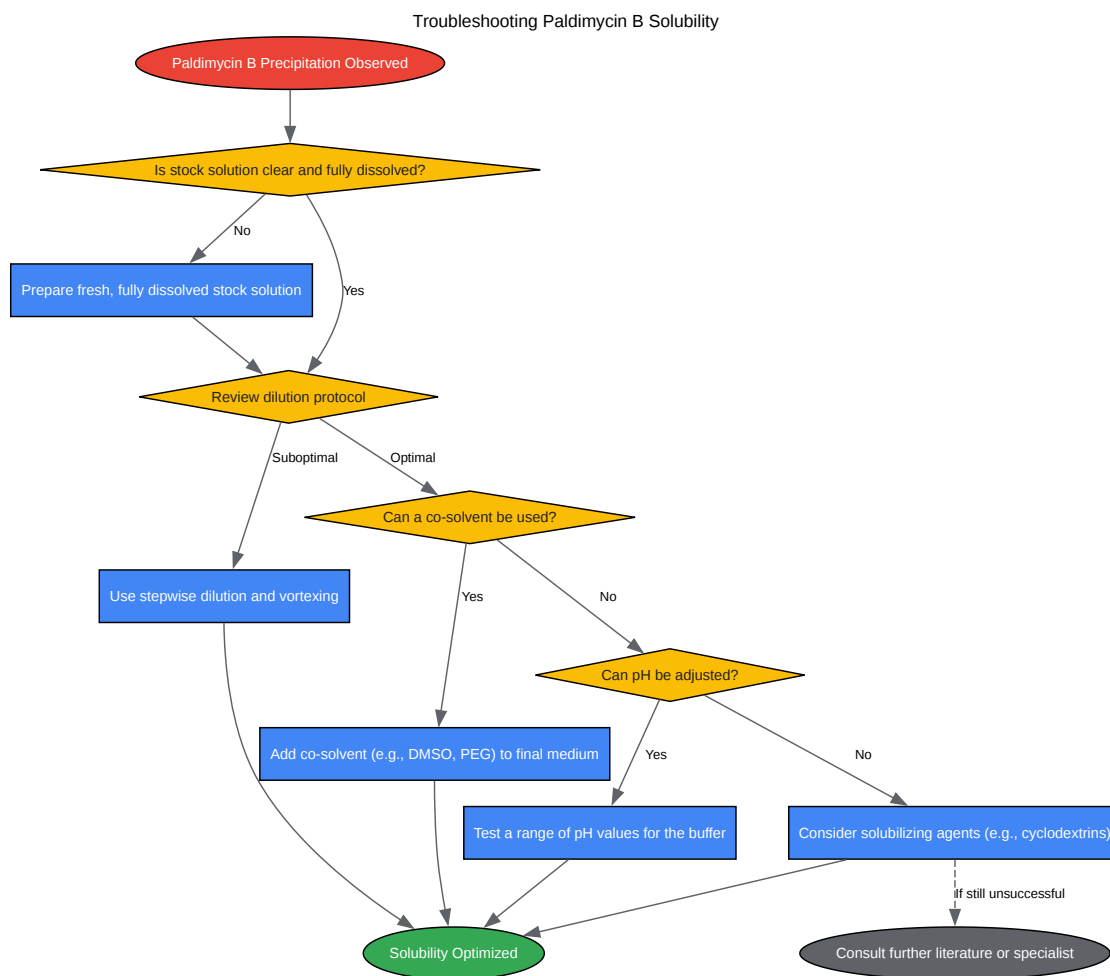 Troubleshooting Paldimycin B Solubility
Paldimycin B Precipitation Observed
Is stock solution clear and fully dissolved?
No
Prepare fresh, fully dissolved stock solution
Yes
Review dilution protocol
Suboptimal
Optimal
Can a co-solvent be used?
Use stepwise dilution and vortexing
Yes
No
Can pH be adjusted?
Add co-solvent (e.g., DMSO, PEG) to final medium
Yes
No
Test a range of pH values for the buffer
Consider solubilizing agents (e.g., cyclodextrins)
If still unsuccessful
Solubility Optimized
Consult further literature or specialist